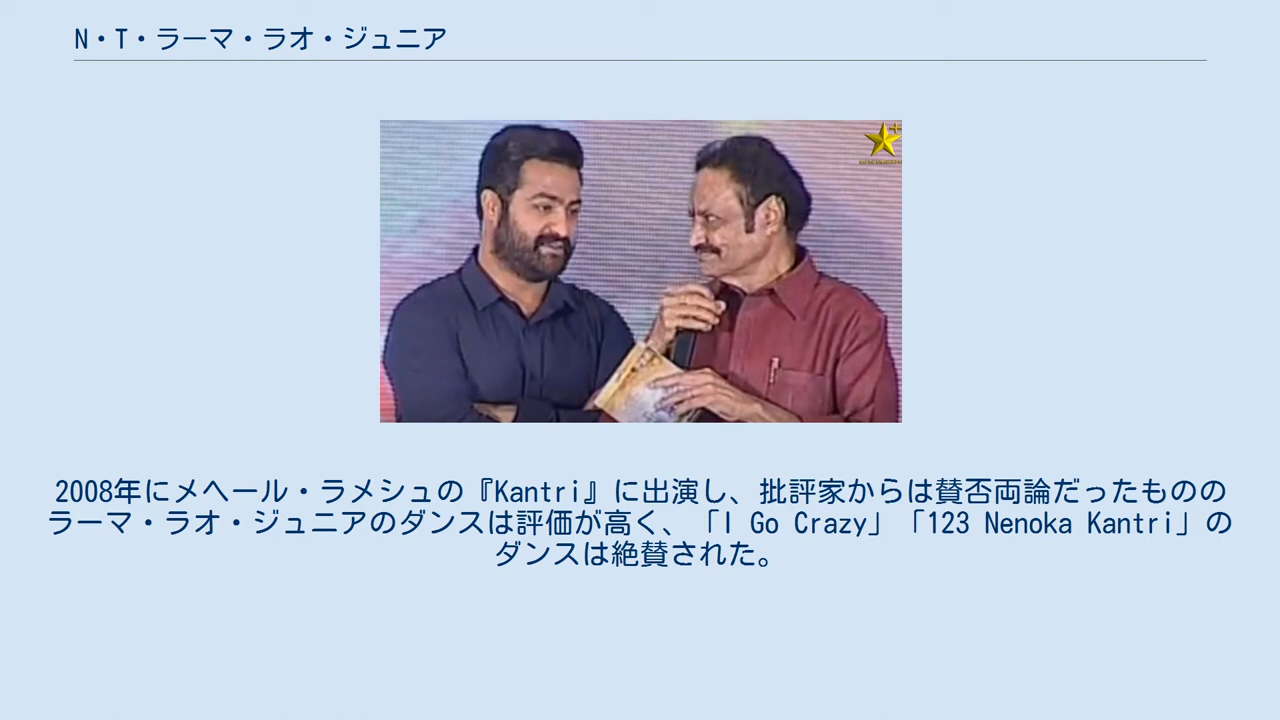 N・T・ラーマ・ラオ・ジュニア
2008年にメヘール・ラメシュの『Kantri』に出演し、批評家からは賛否両論だったものの
ラーマ・ラオ・ジュニアのダンスは評価が高く、「I Go Crazy」「123 Nenoka Kantri」の
ダンスは絶賛された。